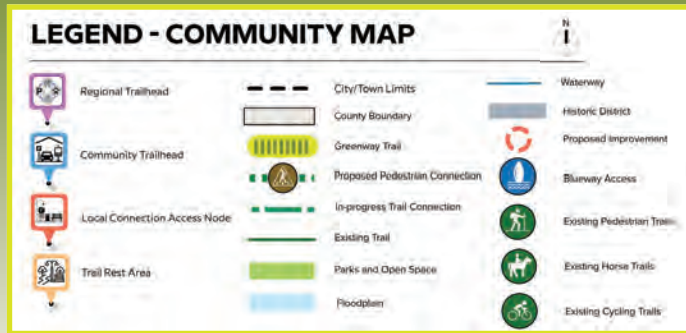 LEGEND - COMMUNITY MAP
N
Regional Trailhead
Community Trailhead
Local Connection Access Node
Trail Rest Area
City/Town Limits
County Boundary
Greenway Trail
Proposed Pedestrian Connection
In-progress Trail Connection
Existing Trail
Parks and Open Space
Floodplain
Waterway
Historic District
Proposed Improvement
Blueway Access
Existing Pedestrian Trails
Existing Horse Trails
Existing Cycling Trails